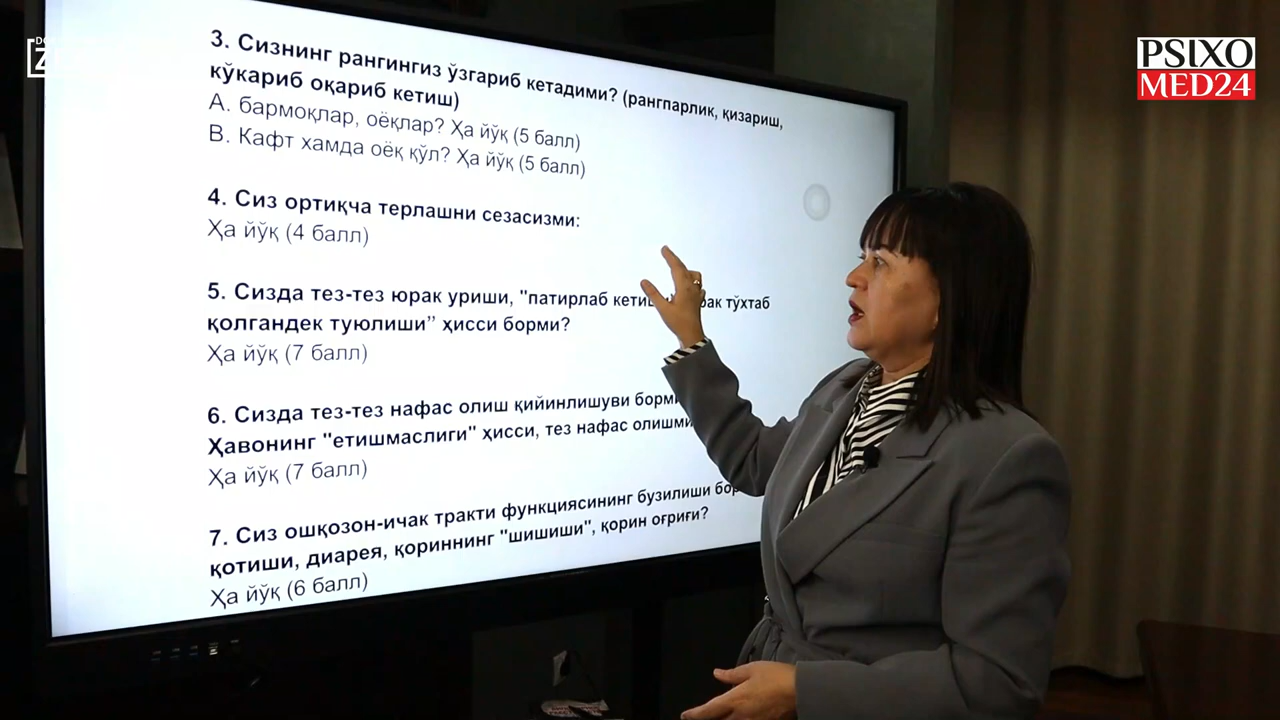 3. Сизнинг рангингиз ўзгариб кетадими? (рангпарлик, қизариш,
кўкариб оқариб кетиш)
А. бармоқлар, оёқлар? Ҳа йўқ (5 балл)
В. Кафт хамда оёқ қўл? Ҳа йўқ (5 балл)
4. Сиз ортиқча терлашни сезасизми:
Ҳа йўқ (4 балл)
5. Сизда тез-тез юрак уриши, "патирлаб тўхтаб
қолгандек туюлиши” ҳисси борми?
Ҳа йўқ (7 балл)
6. Сизда тез-тез нафас олиш қийинлишуви
Ҳавонинг "етишмаслиги" ҳисси, тез нафас
Ҳа йўқ (7 балл)
7. Сиз ошқозон-ичак тракти функциясининг бузилиши
қотиши, диарея, қориннинг "шишиши", қорин оғриғи?
Ҳа йўқ (6 балл)
PSIXO
MED24